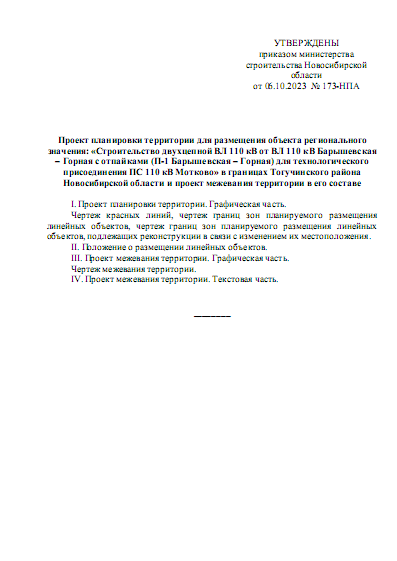 УТВЕРЖДЕНЫ
приказом министерства
строительства Новосибирской
области
от 06.10.2023 № 173-НПА
Проект планировки территории для размещения объекта регионального
значения: «Строительство двухцепной ВЛ 110 кВ от ВЛ 110 кВ Барышевская
– Горная с отпайками (II-1 Барышевская – Горная) для технологического
присоединения ПС 110 кВ Мотково» в границах Тогучинского района
Новосибирской области и проект межевания территории в его составе
I. Проект планировки территории. Графическая часть.
Чертеж красных линий, чертеж границ зон планируемого размещения
линейных объектов, чертеж границ зон планируемого размещения линейных
объектов, подлежащих реконструкции в связи с изменением их местоположения.
II. Положение о размещении линейных объектов.
III. Проект межевания территории. Графическая часть.
Чертеж межевания территории.
IV. Проект межевания территории. Текстовая часть.